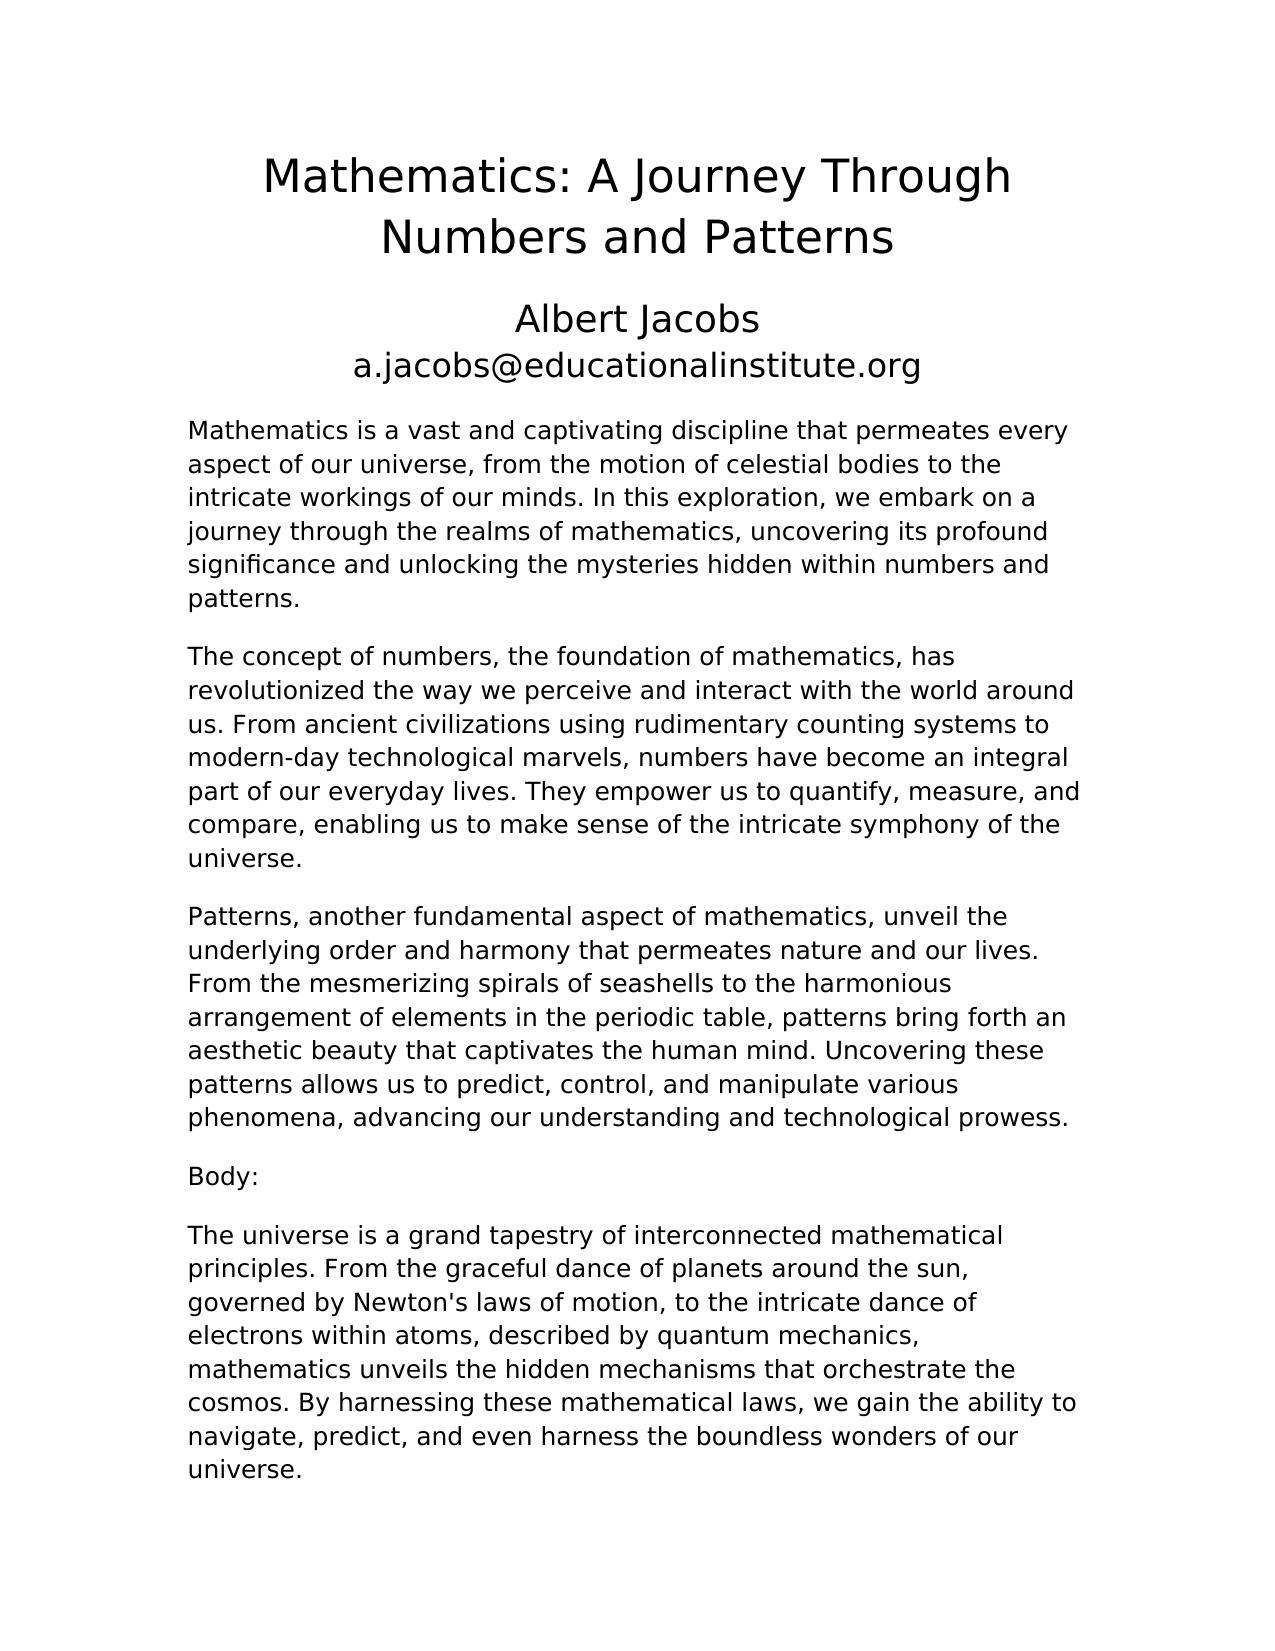 Mathematics: A Journey Through
Numbers and Patterns
Albert Jacobs
a.jacobs@educationalinstitute.org
Mathematics is a vast and captivating discipline that permeates every
aspect of our universe, from the motion of celestial bodies to the
intricate workings of our minds. In this exploration, we embark on a
journey through the realms of mathematics, uncovering its profound
significance and unlocking the mysteries hidden within numbers and
patterns.
The concept of numbers, the foundation of mathematics, has
revolutionized the way we perceive and interact with the world around
us. From ancient civilizations using rudimentary counting systems to
modern-day technological marvels, numbers have become an integral
part of our everyday lives. They empower us to quantify, measure, and
compare, enabling us to make sense of the intricate symphony of the
universe.
Patterns, another fundamental aspect of mathematics, unveil the
underlying order and harmony that permeates nature and our lives.
From the mesmerizing spirals of seashells to the harmonious
arrangement of elements in the periodic table, patterns bring forth an
aesthetic beauty that captivates the human mind. Uncovering these
patterns allows us to predict, control, and manipulate various
phenomena, advancing our understanding and technological prowess.
Body:
The universe is a grand tapestry of interconnected mathematical
principles. From the graceful dance of planets around the sun,
governed by Newton's laws of motion, to the intricate dance of
electrons within atoms, described by quantum mechanics,
mathematics unveils the hidden mechanisms that orchestrate the
cosmos. By harnessing these mathematical laws, we gain the ability to
navigate, predict, and even harness the boundless wonders of our
universe.